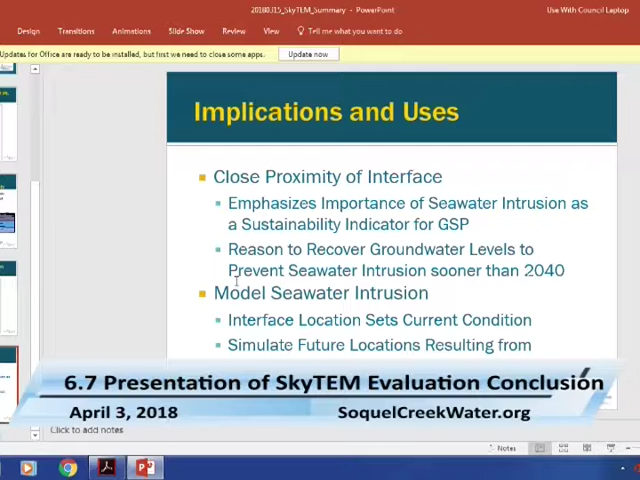 20180315_SkyTEM_Summary - PowerPoint
Use With Council Laptop
Design Transitions Animations Slide Show Review View Tell me what you want to do
Updates for Office are ready to be installed, but first we need to close some apps. Update now
Implications and Uses
Close Proximity of Interface
Emphasizes Importance of Seawater Intrusion as
a Sustainability Indicator for GSP
Reason to Recover Groundwater Levels to
Prevent Seawater Intrusion sooner than 2040
Model Seawater Intrusion
Interface Location Sets Current Condition
Simulate Future Locations Resulting from
6.7 Presentation of SkyTEM Evaluation Conclusion
April 3, 2018 SoquelCreekWater.org
Click to add notes
Notes